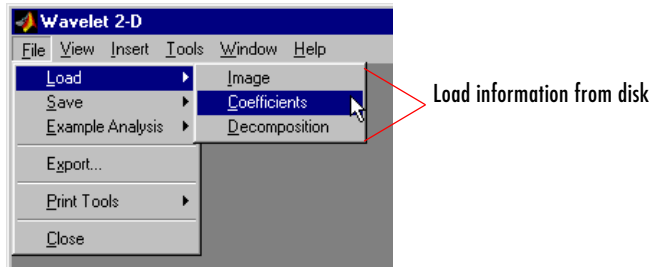 Wavelet 2-D
File View Insert Tools Window Help
Load
Save
Example Analysis
Export...
Print Tools
Close
Image
Coefficients
Decomposition
Load information from disk